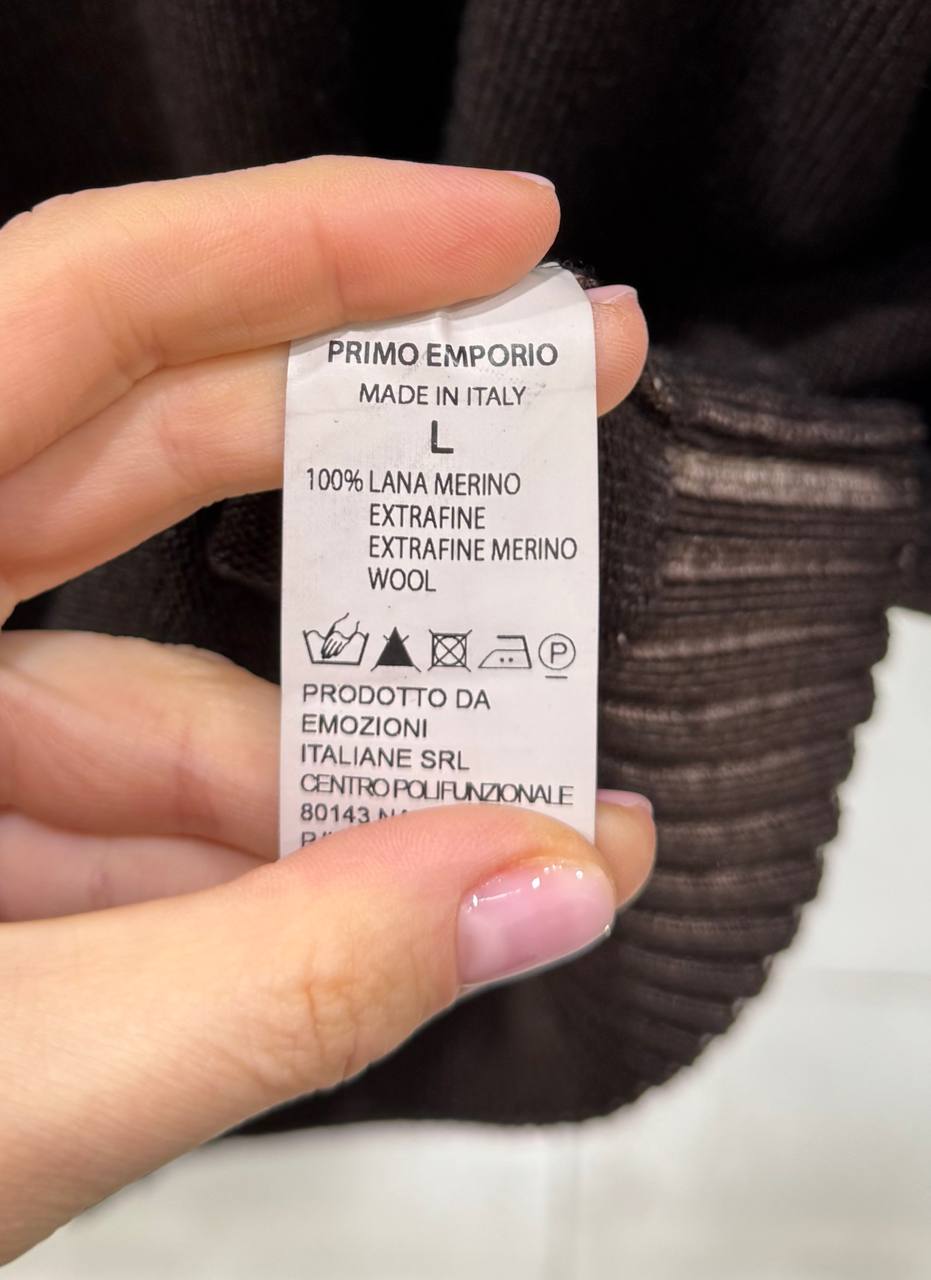 PRIMO EMPORIO
MADE IN ITALY
L
100% LANA MERINO
EXTRAFINE
EXTRAFINE MERINO
WOOL
P
PRODOTTO DA
EMOZIONI
ITALIANE SRL
CENTRO POLIFUNZIONALE
80143